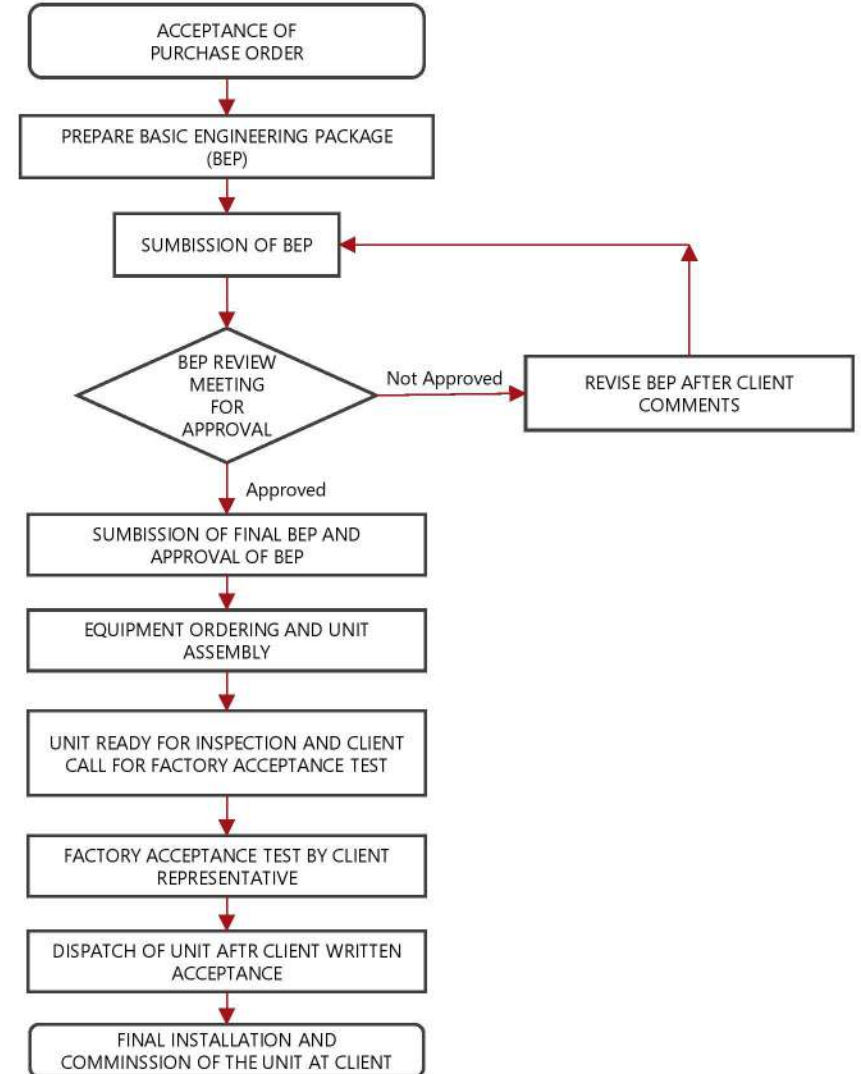 ACCEPTANCE OF
PURCHASE ORDER
PREPARE BASIC ENGINEERING PACKAGE
(BEP)
SUMBISSION OF BEP
BEP REVIEW
MEETING
FOR
APPROVAL
Not Approved
REVISE BEP AFTER CLIENT
COMMENTS
Approved
SUMBISSION OF FINAL BEP AND
APPROVAL OF BEP
EQUIPMENT ORDERING AND UNIT
ASSEMBLY
UNIT READY FOR INSPECTION AND CLIENT
CALL FOR FACTORY ACCEPTANCE TEST
FACTORY ACCEPTANCE TEST BY CLIENT
REPRESENTATIVE
DISPATCH OF UNIT AFTR CLIENT WRITTEN
ACCEPTANCE
FINAL INSTALLATION AND
COMMINSSION OF THE UNIT AT CLIENT